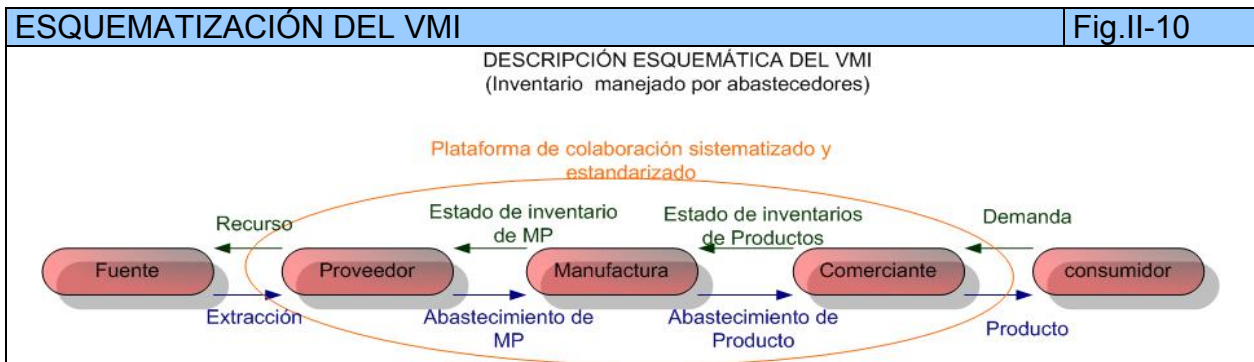 ESQUEMATIZACIÓN DEL VMI
Fig.II-10
DESCRIPCIÓN ESQUEMÁTICA DEL VMI
(Inventario manejado por abastecedores)
Plataforma de colaboración sistematizado y
estandarizado
Recurso
Estado de inventario
de MP
Estado de inventarios
de Productos
Demanda
Fuente
Proveedor
Manufactura
Comerciante
consumidor
Extracción
Abastecimiento de
MP
Abastecimiento de
Producto
Producto